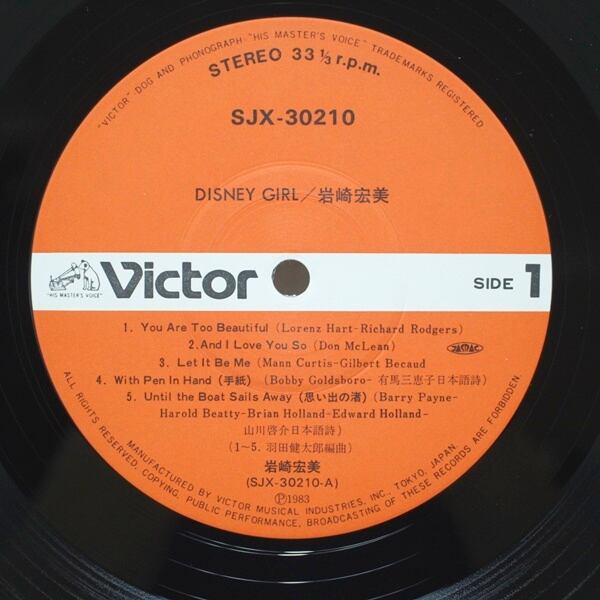 "VICTOR"-DOG AND PHONOGRAPH-"HIS MASTER'S VOICE" TRADEMARKS REGISTERED
STEREO 33 1/3 r.p.m.
SJX-30210
DISNEY GIRL/岩崎宏美
"HIS MASTER'S VOICE"
Victor
SIDE 1
1. You Are Too Beautiful (Lorenz Hart-Richard Rodgers)
2. And I Love You So (Don McLean)
JASRAC
3. Let It Be Me (Mann Curtis-Gilbert Becaud
4. With Pen In Hand (手紙) (Bobby Goldsboro- 有馬三恵子日本語詩)
5. Until the Boat Sails Away (思い出の渚) (Barry Payne-
Harold Beatty-Brian Holland-Edward Holland-
山川啓介日本語詩)
(1~5. 羽田健太郎編曲)
岩崎宏美
(SJX-30210-A)
Ⓟ1983
MANUFACTURED BY VICTOR MUSICAL INDUSTRIES, INC., TOKYO, JAPAN.
ALL RIGHTS RESERVED, COPYING, PUBLIC PERFORMANCE, BROADCASTING OF THESE RECORDS ARE FORBIDDEN.